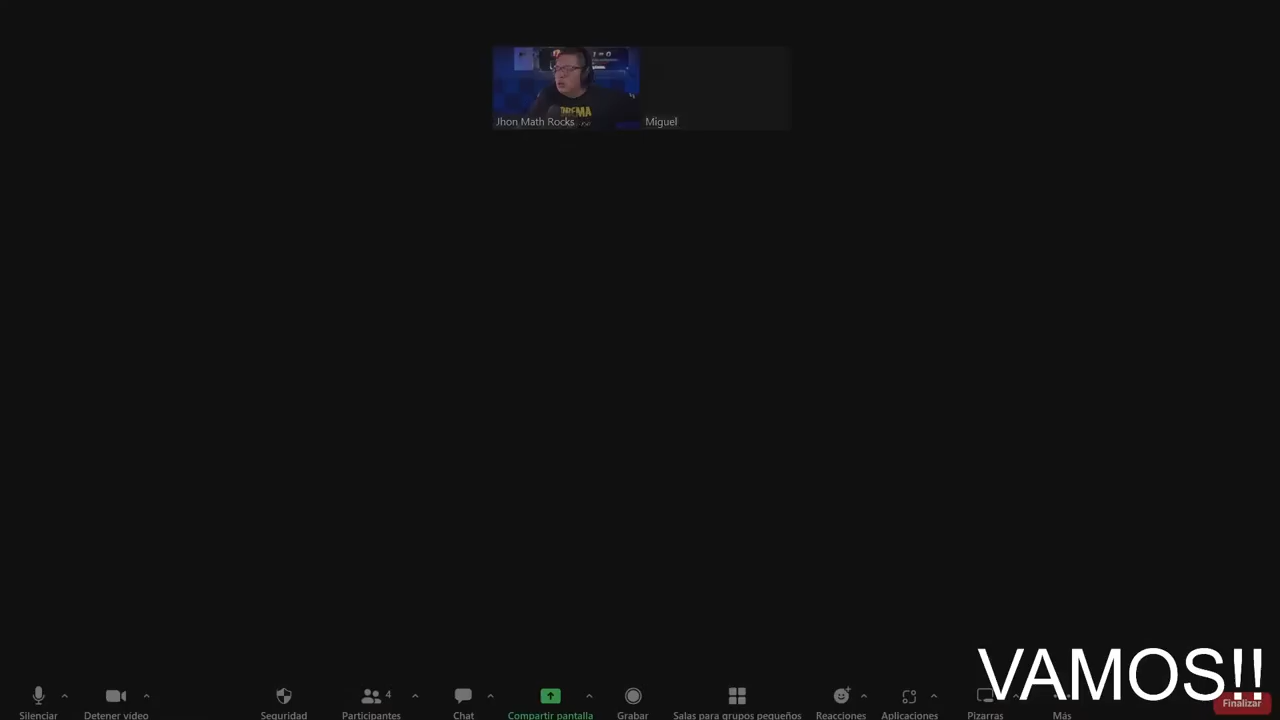 Jhon Math Rocks
Miguel
VAMOS!!
4
Silenciar
Detener video
Seguridad
Participantes
Chat
Compartir pantalla
Grabar
Salas para grupos pequeños
Reacciones
Aplicaciones
Pizarras
Más
Finalizar